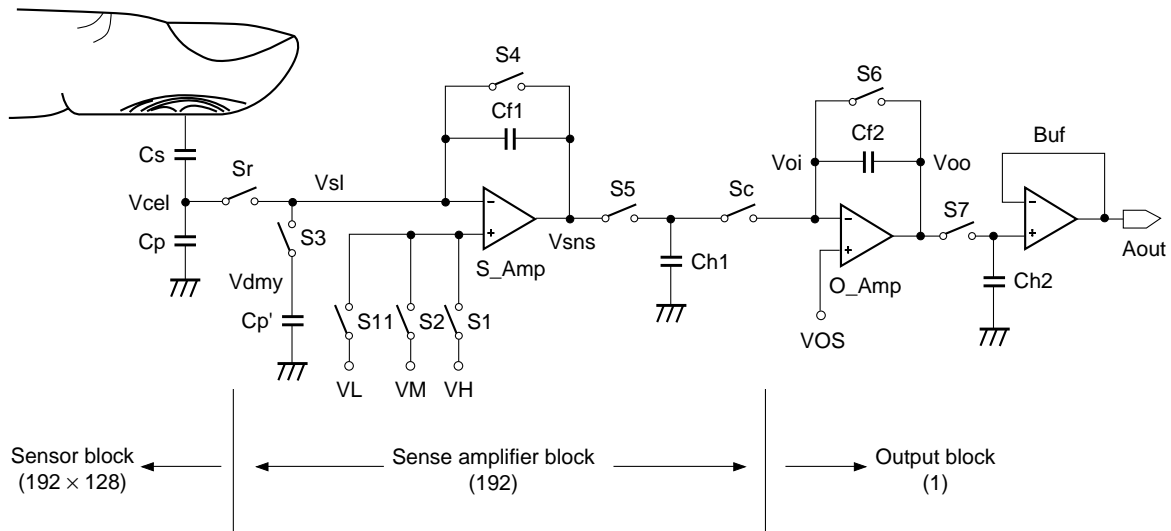 S4
S6
Cf1
Cf2
Buf
Cs
Sr
Vsl
S5
Sc
Voi
Voo
Vcel
S7
Cp
S3
Vsns
Aout
S_Amp
Ch1
O_Amp
Ch2
Vdmy
Cp'
S11
S2
S1
VOS
VL
VM
VH
Sensor block
(192 × 128)
Sense amplifier block
(192)
Output block
(1)